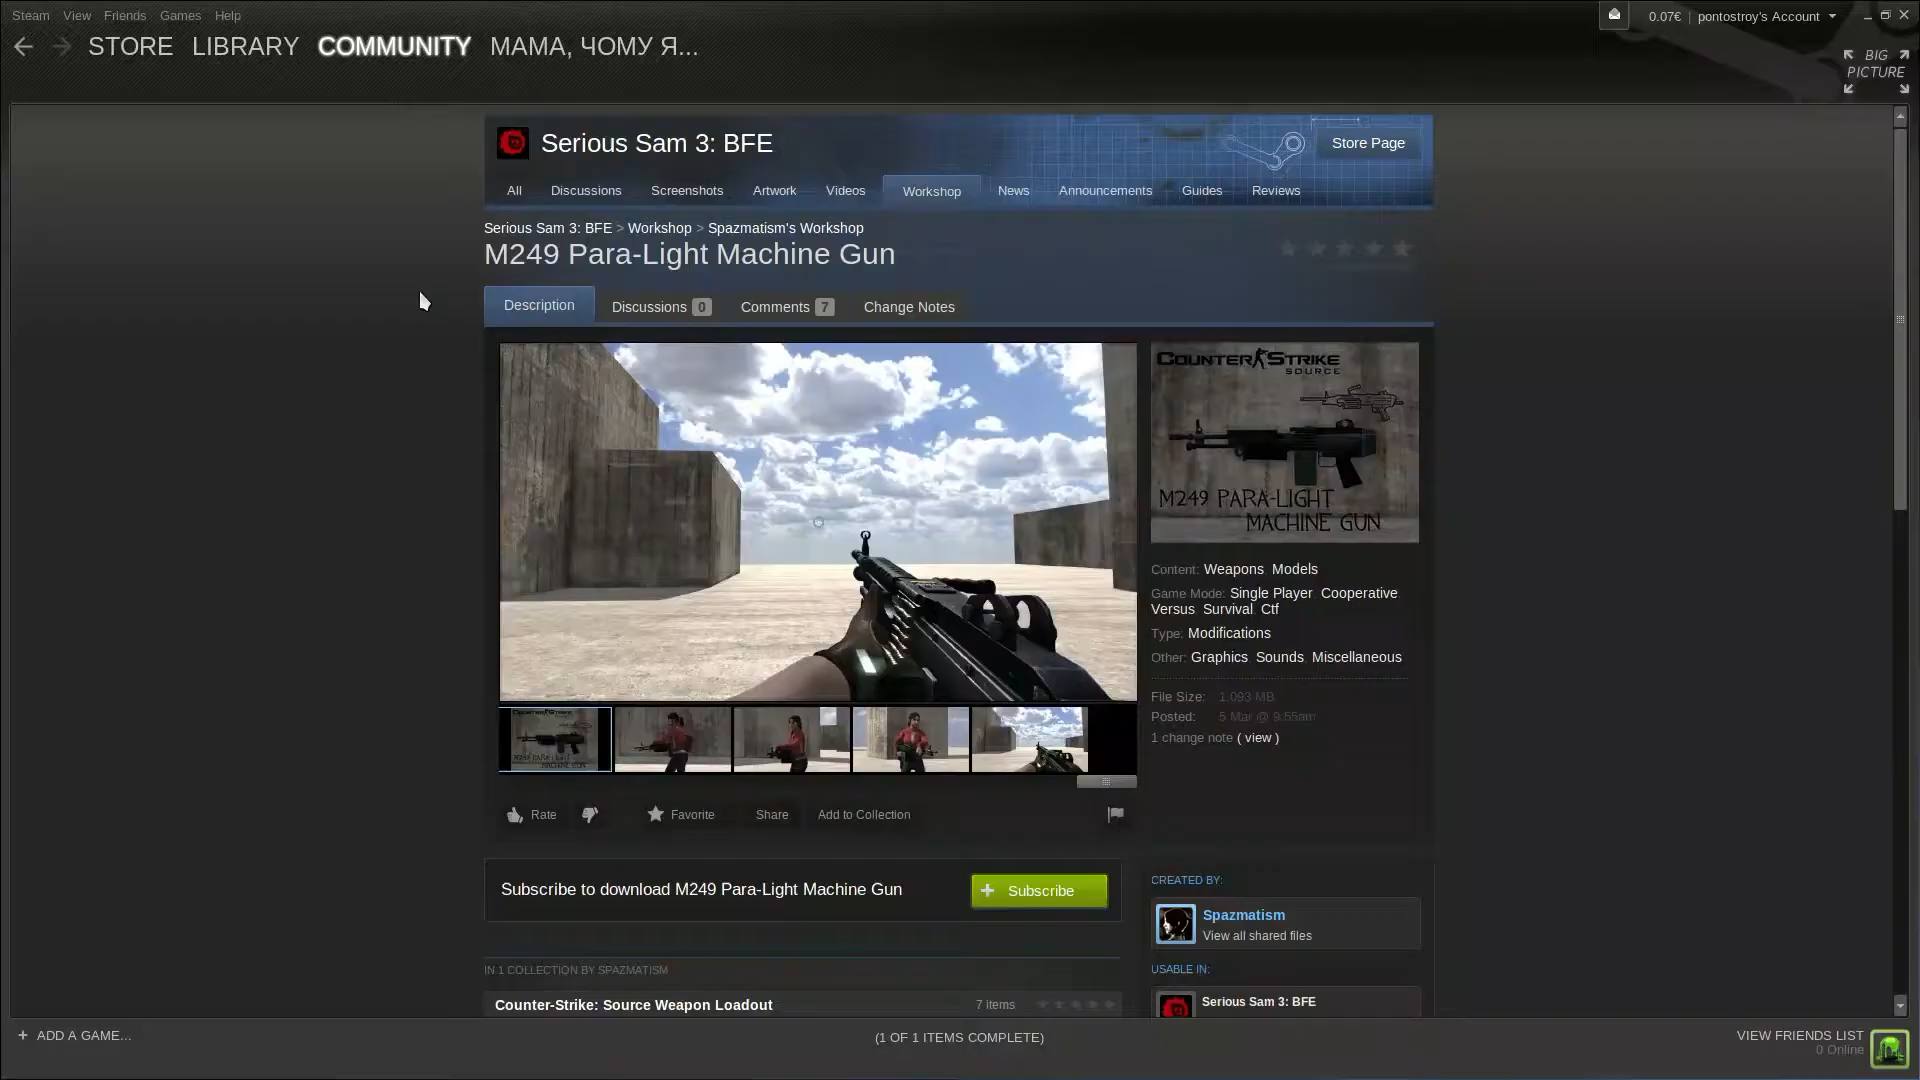 Steam View Friends Games Help
0.07€ | pontostroy's Account
STORE LIBRARY COMMUNITY МАМА, ЧОМУ Я...
BIG PICTURE
Serious Sam 3: BFE
Store Page
All Discussions Screenshots Artwork Videos Workshop News Announcements Guides Reviews
Serious Sam 3: BFE > Workshop > Spazmatism's Workshop
M249 Para-Light Machine Gun
Description Discussions 0 Comments 7 Change Notes
COUNTER STRIKE
SOURCE
M249 PARA-LIGHT
MACHINE GUN
Content: Weapons Models
Game Mode: Single Player Cooperative
Versus Survival Ctf
Type: Modifications
Other: Graphics Sounds Miscellaneous
File Size: 1.093 MB
Posted: 5 Mar @ 9:55am
1 change note ( view )
Rate Favorite Share Add to Collection
Subscribe to download M249 Para-Light Machine Gun
+ Subscribe
CREATED BY:
Spazmatism
View all shared files
USABLE IN:
Serious Sam 3: BFE
IN 1 COLLECTION BY SPAZMATISM
Counter-Strike: Source Weapon Loadout 7 items
+ ADD A GAME...
(1 OF 1 ITEMS COMPLETE)
VIEW FRIENDS LIST
0 Online